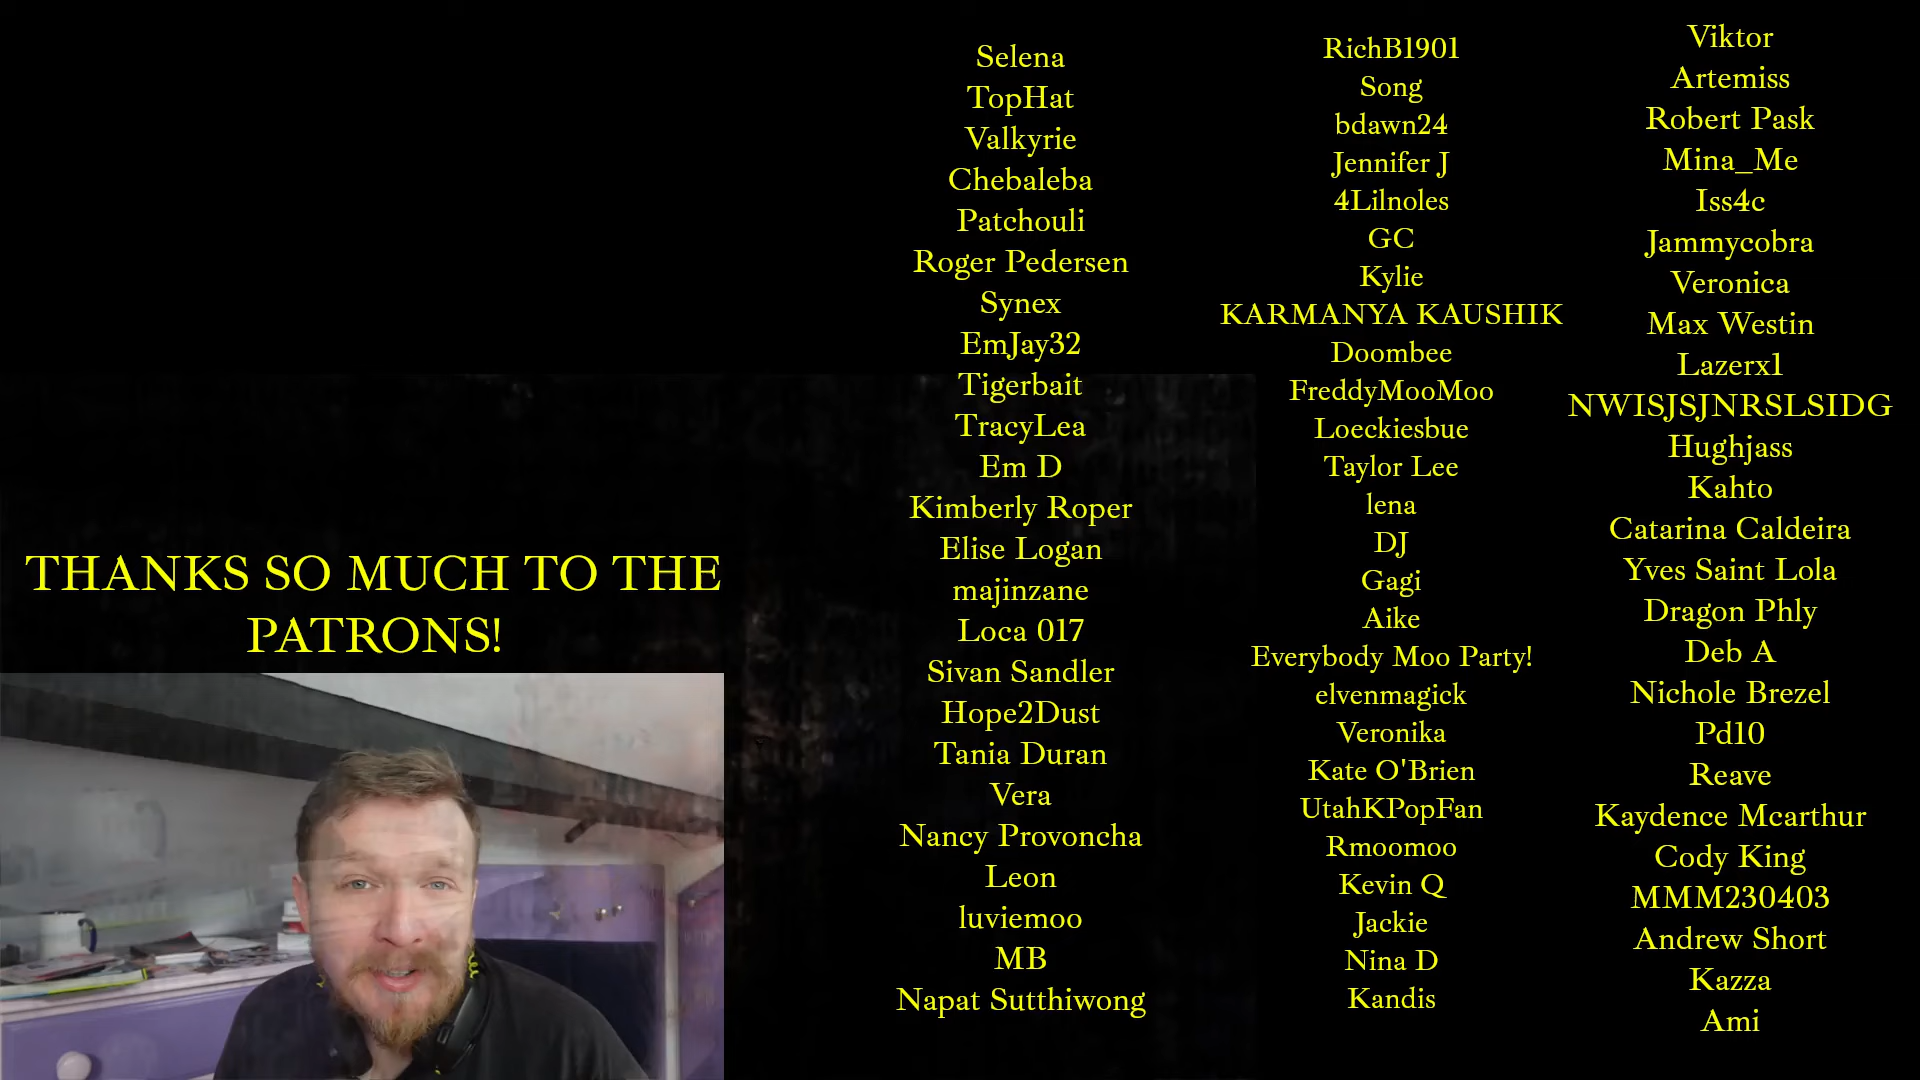 THANKS SO MUCH TO THE
PATRONS!
Selena
TopHat
Valkyrie
Chebaleba
Patchouli
Roger Pedersen
Synex
EmJay32
Tigerbait
TracyLea
Em D
Kimberly Roper
Elise Logan
majinzane
Loca 017
Sivan Sandler
Hope2Dust
Tania Duran
Vera
Nancy Provoncha
Leon
luviemoo
MB
Napat Sutthiwong
RichB1901
Song
bdawn24
Jennifer J
4Lilnoles
GC
Kylie
KARMANYA KAUSHIK
Doombee
FreddyMooMoo
Loeckiesbue
Taylor Lee
lena
DJ
Gagi
Aike
Everybody Moo Party!
elvenmagick
Veronika
Kate O'Brien
UtahKPopFan
Rmoomoo
Kevin Q
Jackie
Nina D
Kandis
Viktor
Artemiss
Robert Pask
Mina_Me
Iss4c
Jammycobra
Veronica
Max Westin
Lazerx1
NWISJSJNRSLSIDG
Hughjass
Kahto
Catarina Caldeira
Yves Saint Lola
Dragon Phly
Deb A
Nichole Brezel
Pd10
Reave
Kaydence Mcarthur
Cody King
MMM230403
Andrew Short
Kazza
Ami